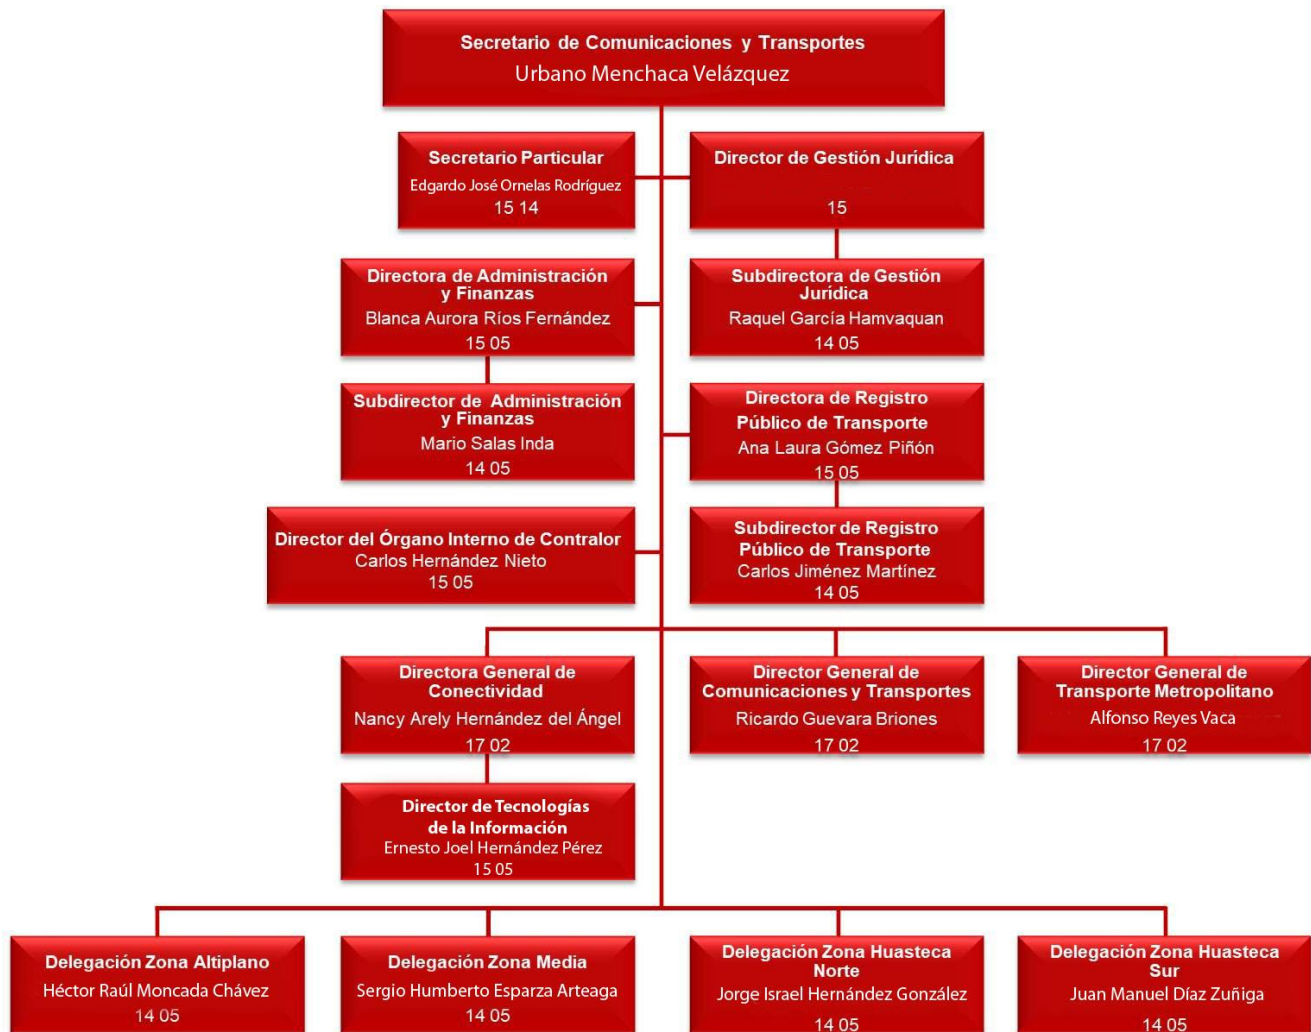 Secretario de Comunicaciones y Transportes
Urbano Menchaca Velázquez
Secretario Particular
Edgardo José Ornelas Rodríguez
15 14
Director de Gestión Jurídica
15
Directora de Administración
y Finanzas
Blanca Aurora Ríos Fernández
15 05
Subdirectora de Gestión
Jurídica
Raquel García Hamvaquan
14 05
Subdirector de Administración
y Finanzas
Mario Salas Inda
14 05
Directora de Registro
Público de Transporte
Ana Laura Gómez Piñón
15 05
Director del Órgano Interno de Contralor
Carlos Hernández Nieto
15 05
Subdirector de Registro
Público de Transporte
Carlos Jiménez Martínez
14 05
Directora General de
Conectividad
Nancy Arely Hernández del Ángel
17 02
Director General de
Comunicaciones y Transportes
Ricardo Guevara Briones
17 02
Director General de
Transporte Metropolitano
Alfonso Reyes Vaca
17 02
Director de Tecnologías
de la Información
Ernesto Joel Hernández Pérez
15 05
Delegación Zona Altiplano
Héctor Raúl Moncada Chávez
14 05
Delegación Zona Media
Sergio Humberto Esparza Arteaga
14 05
Delegación Zona Huasteca
Norte
Jorge Israel Hernández González
14 05
Delegación Zona Huasteca
Sur
Juan Manuel Díaz Zuñiga
14 05